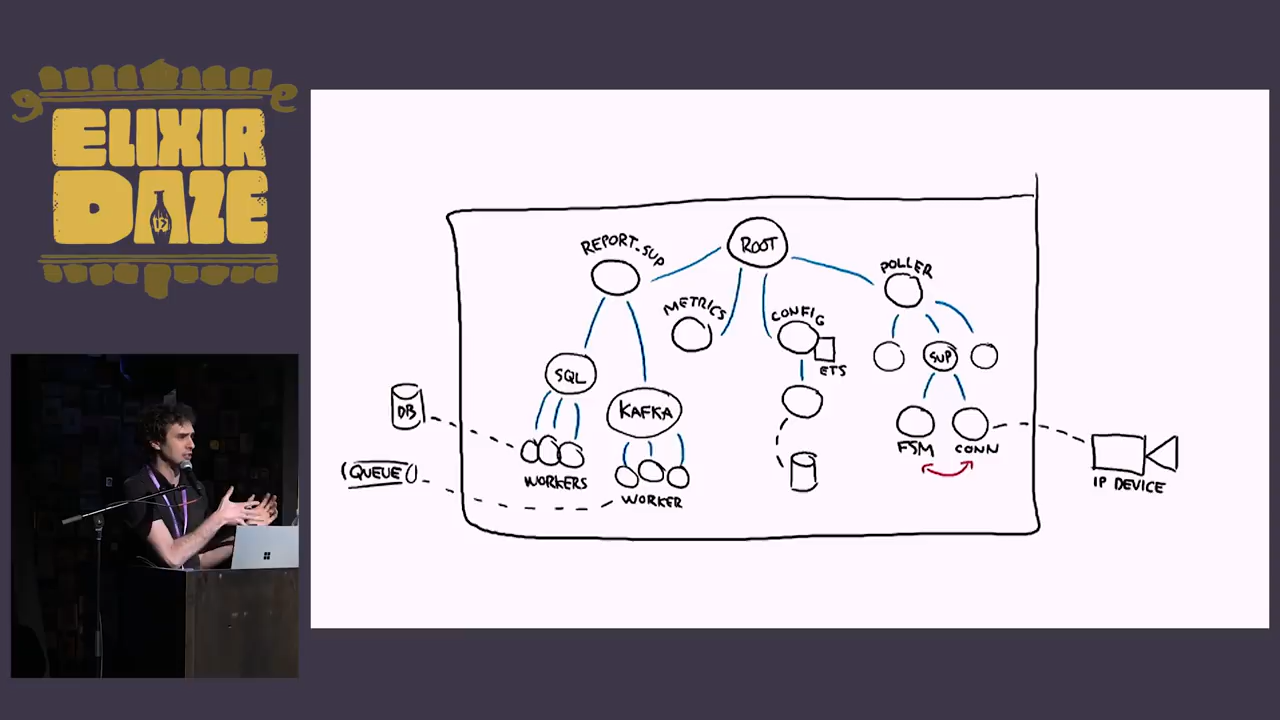 ELIXIR
DAZE
ROOT
REPORT_SUP
POLLER
METRICS
CONFIG
ETS
SUP
SQL
KAFKA
DB
QUEUE
WORKERS
WORKER
FSM
CONN
IP DEVICE